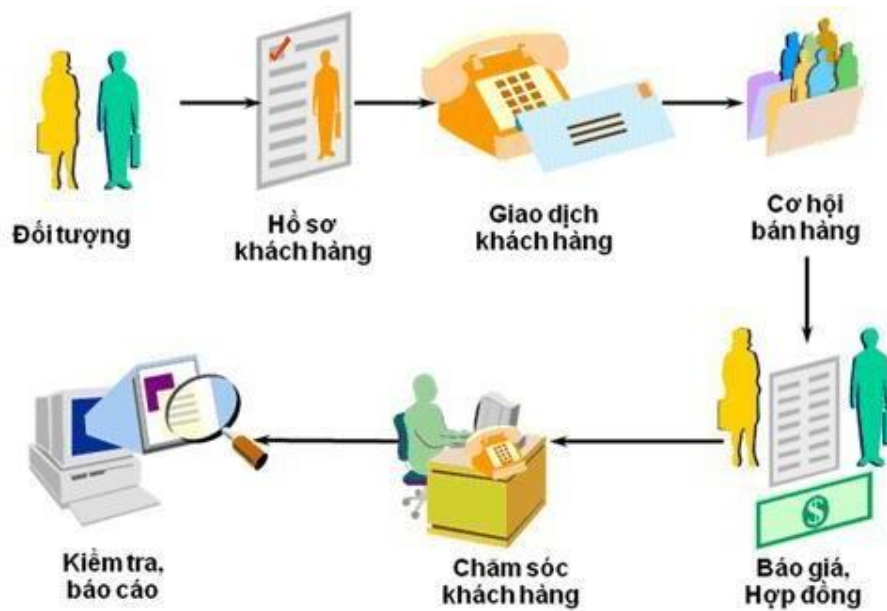 Đối tượng
Hồ sơ
khách hàng
Giao dịch
khách hàng
Cơ hội
bán hàng
$
Báo giá,
Hợp đồng
Chăm sóc
khách hàng
Kiểm tra,
báo cáo